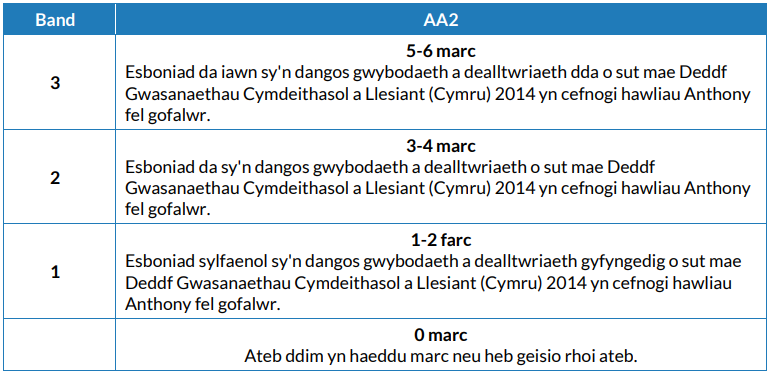 Band AA2
5-6 marc
Esboniad da iawn sy'n dangos gwybodaeth a dealltwriaeth dda o sut mae Deddf
3
Gwasanaethau Cymdeithasol a Llesiant (Cymru) 2014 yn cefnogi hawliau Anthony
fel gofalwr.
3-4 marc
Esboniad da sy'n dangos gwybodaeth a dealltwriaeth o sut mae Deddf
2
Gwasanaethau Cymdeithasol a Llesiant (Cymru) 2014 yn cefnogi hawliau Anthony
fel gofalwr.
1-2 farc
Esboniad sylfaenol sy'n dangos gwybodaeth a dealltwriaeth gyfyngedig o sut mae
1
Deddf Gwasanaethau Cymdeithasol a Llesiant (Cymru) 2014 yn cefnogi hawliau
Anthony fel gofalwr.
0 marc
Ateb ddim yn haeddu marc neu heb geisio rhoi ateb.